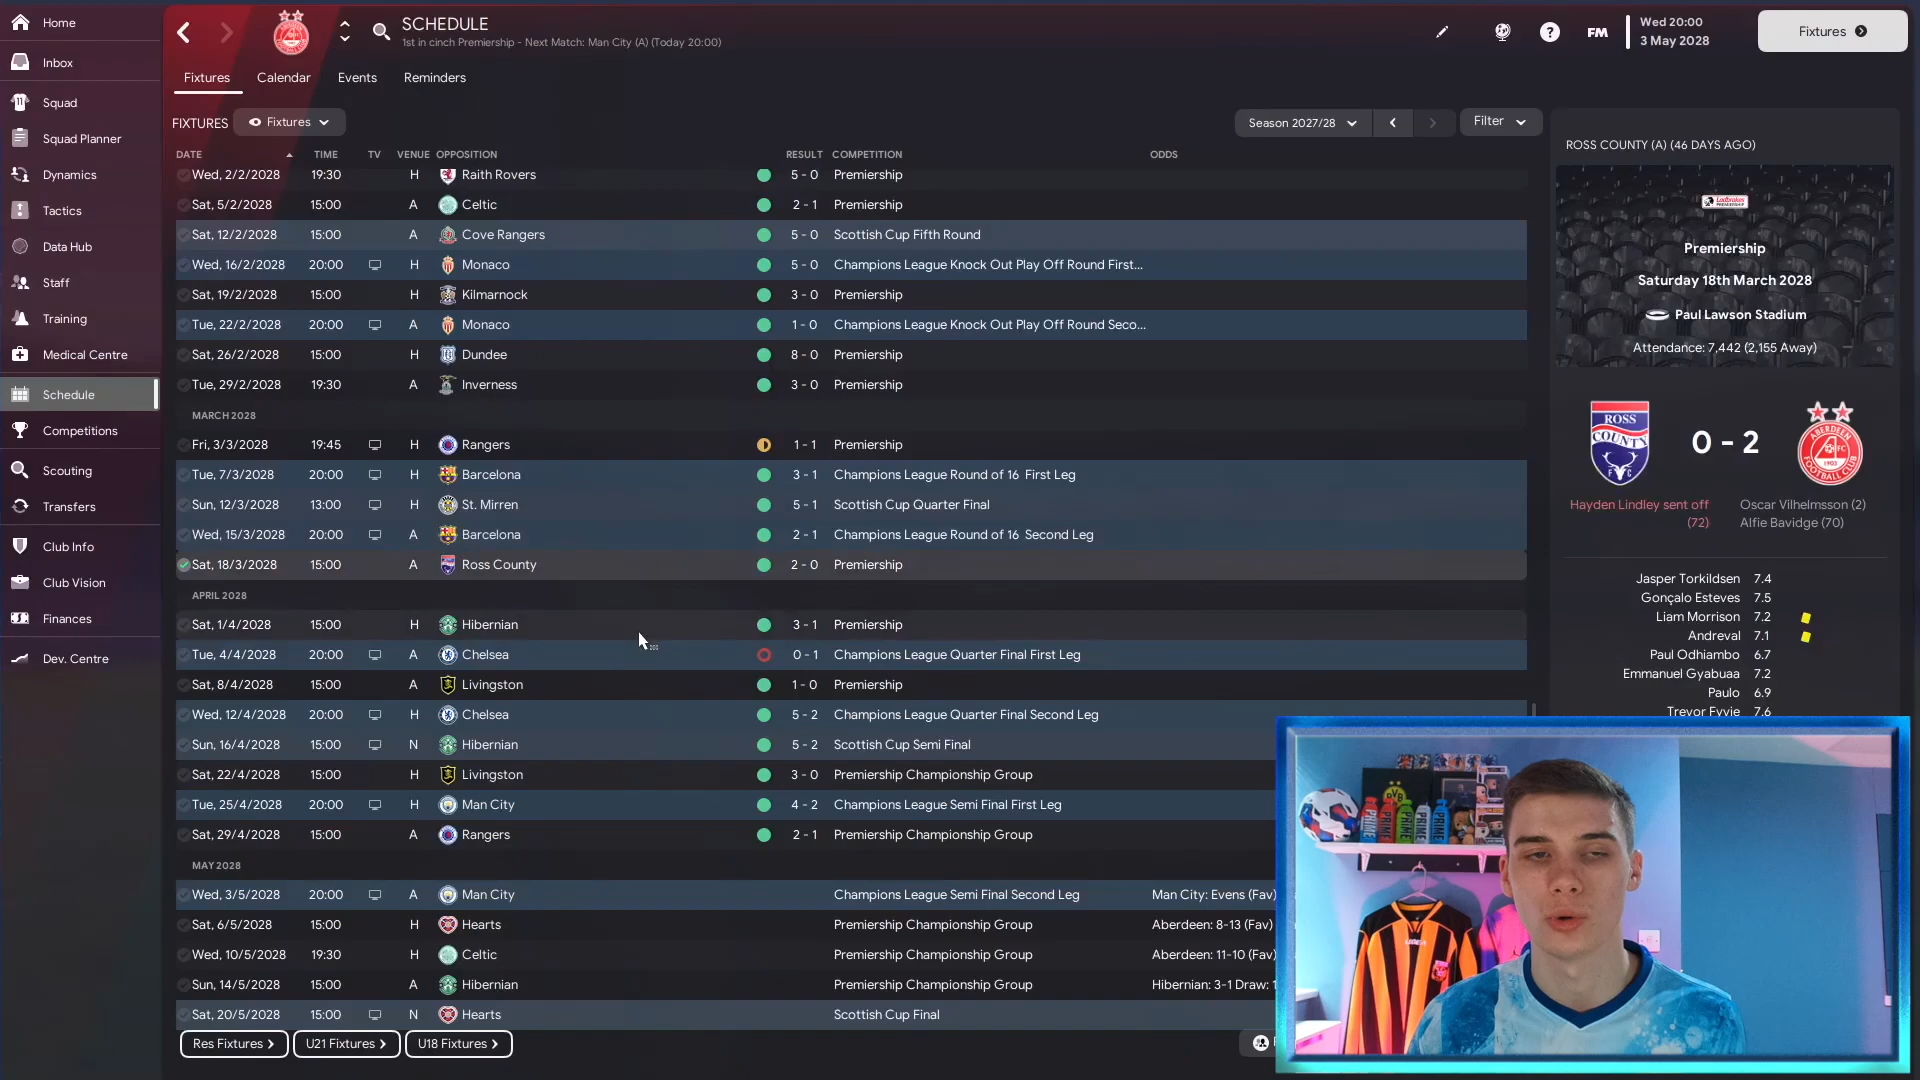 Home
Inbox
Squad
Squad Planner
Dynamics
Tactics
Data Hub
Staff
Training
Medical Centre
Schedule
Competitions
Scouting
Transfers
Club Info
Club Vision
Finances
Dev. Centre
SCHEDULE
1st in cinch Premiership - Next Match: Man City (A) (Today 20:00)
FM
Wed 20:00
3 May 2028
Fixtures
Fixtures Calendar Events Reminders
FIXTURES Fixtures
Season 2027/28
Filter
DATE TIME TV VENUE OPPOSITION RESULT COMPETITION ODDS
Wed, 2/2/2028 19:30 H Raith Rovers 5 - 0 Premiership
Sat, 5/2/2028 15:00 A Celtic 2 - 1 Premiership
Sat, 12/2/2028 15:00 A Cove Rangers 5 - 0 Scottish Cup Fifth Round
Wed, 16/2/2028 20:00 H Monaco 5 - 0 Champions League Knock Out Play Off Round First...
Sat, 19/2/2028 15:00 H Kilmarnock 3 - 0 Premiership
Tue, 22/2/2028 20:00 A Monaco 1 - 0 Champions League Knock Out Play Off Round Seco...
Sat, 26/2/2028 15:00 H Dundee 8 - 0 Premiership
Tue, 29/2/2028 19:30 A Inverness 3 - 0 Premiership
MARCH 2028
Fri, 3/3/2028 19:45 H Rangers 1 - 1 Premiership
Tue, 7/3/2028 20:00 H Barcelona 3 - 1 Champions League Round of 16 First Leg
Sun, 12/3/2028 13:00 H St. Mirren 5 - 1 Scottish Cup Quarter Final
Wed, 15/3/2028 20:00 A Barcelona 2 - 1 Champions League Round of 16 Second Leg
Sat, 18/3/2028 15:00 A Ross County 2 - 0 Premiership
APRIL 2028
Sat, 1/4/2028 15:00 H Hibernian 3 - 1 Premiership
Tue, 4/4/2028 20:00 A Chelsea 0 - 1 Champions League Quarter Final First Leg
Sat, 8/4/2028 15:00 A Livingston 1 - 0 Premiership
Wed, 12/4/2028 20:00 H Chelsea 5 - 2 Champions League Quarter Final Second Leg
Sun, 16/4/2028 15:00 N Hibernian 5 - 2 Scottish Cup Semi Final
Sat, 22/4/2028 15:00 H Livingston 3 - 0 Premiership Championship Group
Tue, 25/4/2028 20:00 H Man City 4 - 2 Champions League Semi Final First Leg
Sat, 29/4/2028 15:00 A Rangers 2 - 1 Premiership Championship Group
MAY 2028
Wed, 3/5/2028 20:00 A Man City Champions League Semi Final Second Leg Man City: Evens (Fav)
Sat, 6/5/2028 15:00 H Hearts Premiership Championship Group Aberdeen: 8-13 (Fav)
Wed, 10/5/2028 19:30 H Celtic Premiership Championship Group Aberdeen: 11-10 (Fav)
Sun, 14/5/2028 15:00 A Hibernian Premiership Championship Group Hibernian: 3-1 Draw: 1
Sat, 20/5/2028 15:00 N Hearts Scottish Cup Final
Res Fixtures U21 Fixtures U18 Fixtures
ROSS COUNTY (A) (46 DAYS AGO)
Ladbrokes
PREMIERSHIP
Premiership
Saturday 18th March 2028
Paul Lawson Stadium
Attendance: 7,442 (2,155 Away)
ROSS
COUNTY
FC
0 - 2
ABERDEEN
FOOTBALL CLUB
1903
Hayden Lindley sent off
(72)
Oscar Vilhelmsson (2)
Alfie Bavidge (70)
Jasper Torkildsen 7.4
Gonçalo Esteves 7.5
Liam Morrison 7.2
Andreval 7.1
Paul Odhiambo 6.7
Emmanuel Gyabuaa 7.2
Paulo 6.9
Trevor Fyvie 7.6
BVB
09
PRIME
PRIME
PRIME
PRIME
PRIME